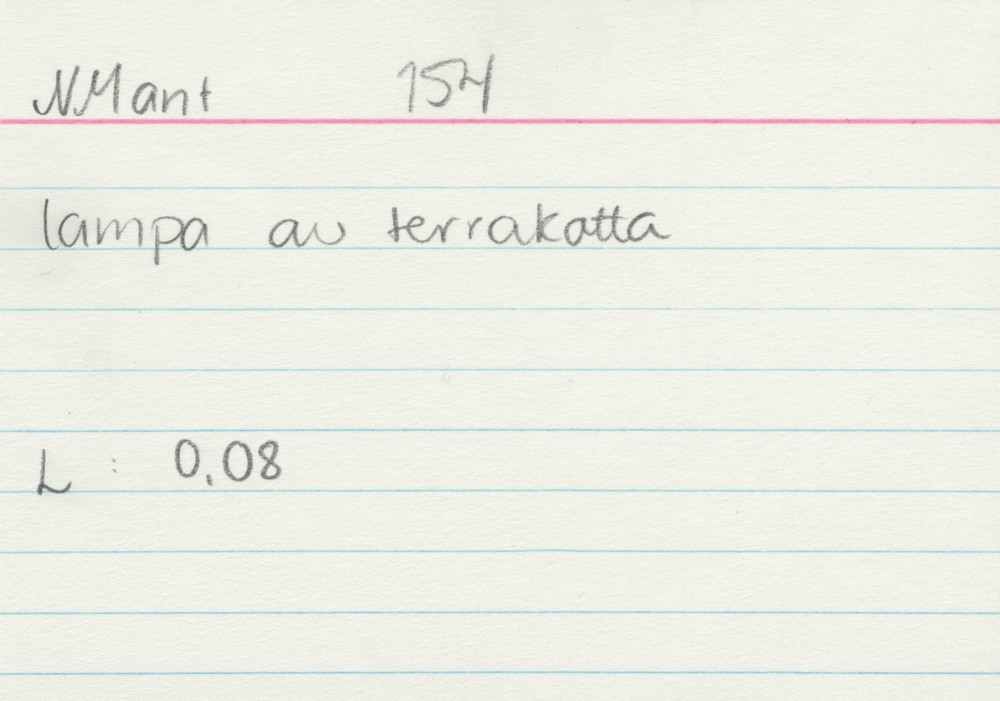 NMant 154
lampa av terrakotta
L : 0,08